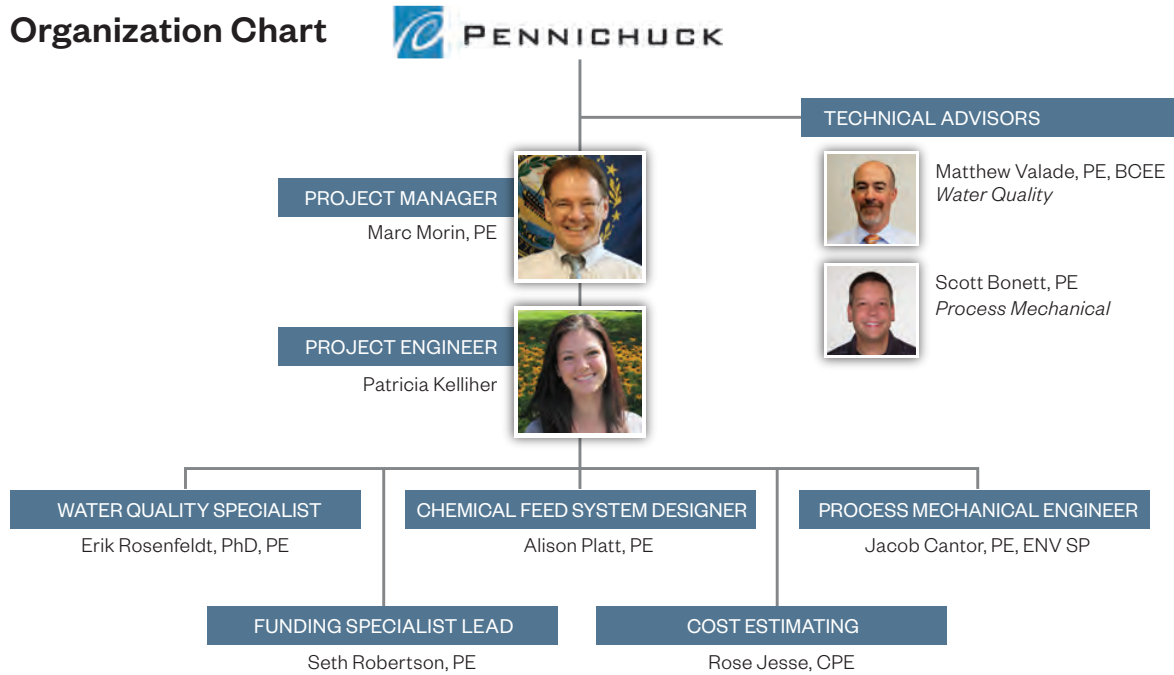 Organization Chart
PENNICHUCK
TECHNICAL ADVISORS
Matthew Valade, PE, BCEE
Water Quality
Scott Bonett, PE
Process Mechanical
PROJECT MANAGER
Marc Morin, PE
PROJECT ENGINEER
Patricia Kelliher
WATER QUALITY SPECIALIST
Erik Rosenfeldt, PhD, PE
CHEMICAL FEED SYSTEM DESIGNER
Alison Platt, PE
PROCESS MECHANICAL ENGINEER
Jacob Cantor, PE, ENV SP
FUNDING SPECIALIST LEAD
Seth Robertson, PE
COST ESTIMATING
Rose Jesse, CPE